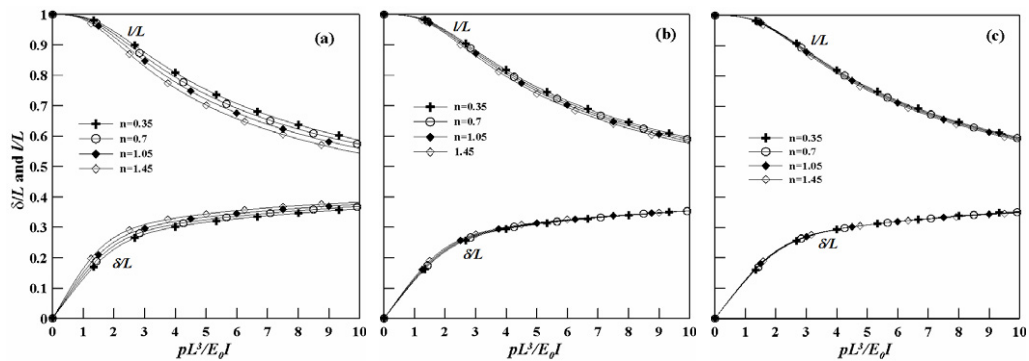 δ/L and l/L
1
0.9
0.8
0.7
0.6
0.5
0.4
0.3
0.2
0.1
0
(a)
l/L
n=0.35
n=0.7
n=1.05
n=1.45
δ/L
0 1 2 3 4 5 6 7 8 9 10
pL³/E₀I
(b)
l/L
n=0.35
n=0.7
n=1.05
1.45
δ/L
0 1 2 3 4 5 6 7 8 9 10
pL³/E₀I
(c)
l/L
n=0.35
n=0.7
n=1.05
n=1.45
δ/L
0 1 2 3 4 5 6 7 8 9 10
pL³/E₀I